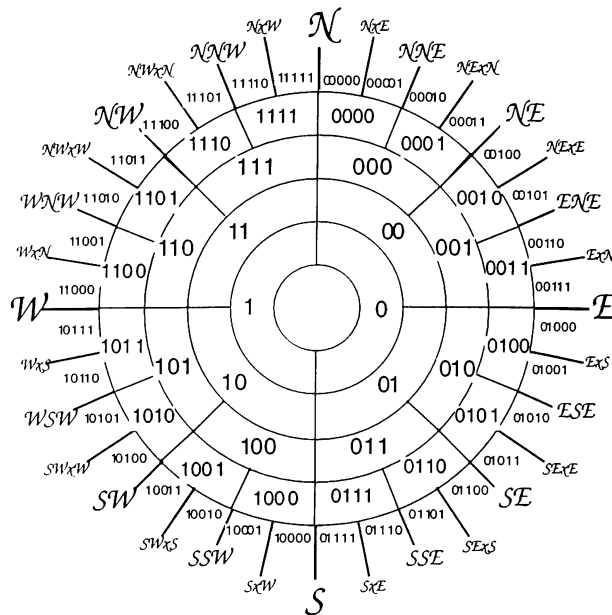 N
NxW NxE
NNW NNE
NWxN NExN
NW NE
NWxW NExE
WNW ENE
WxN ExN
W E
WxS ExS
WSW ESE
SWxW SExE
SW SE
SWxS SExS
SSW SSE
SxW SxE
S
00000 00001 00010 00011 00100 00101 00110 00111
01000 01001 01010 01011 01100 01101 01110 01111
10000 10001 10010 10011 10100 10101 10110 10111
11000 11001 11010 11011 11100 11101 11110 11111
0000 0001 0010 0011 0100 0101 0110 0111
1000 1001 1010 1011 1100 1101 1110 1111
000 001 010 011 100 101 110 111
00 01 10 11
0 1